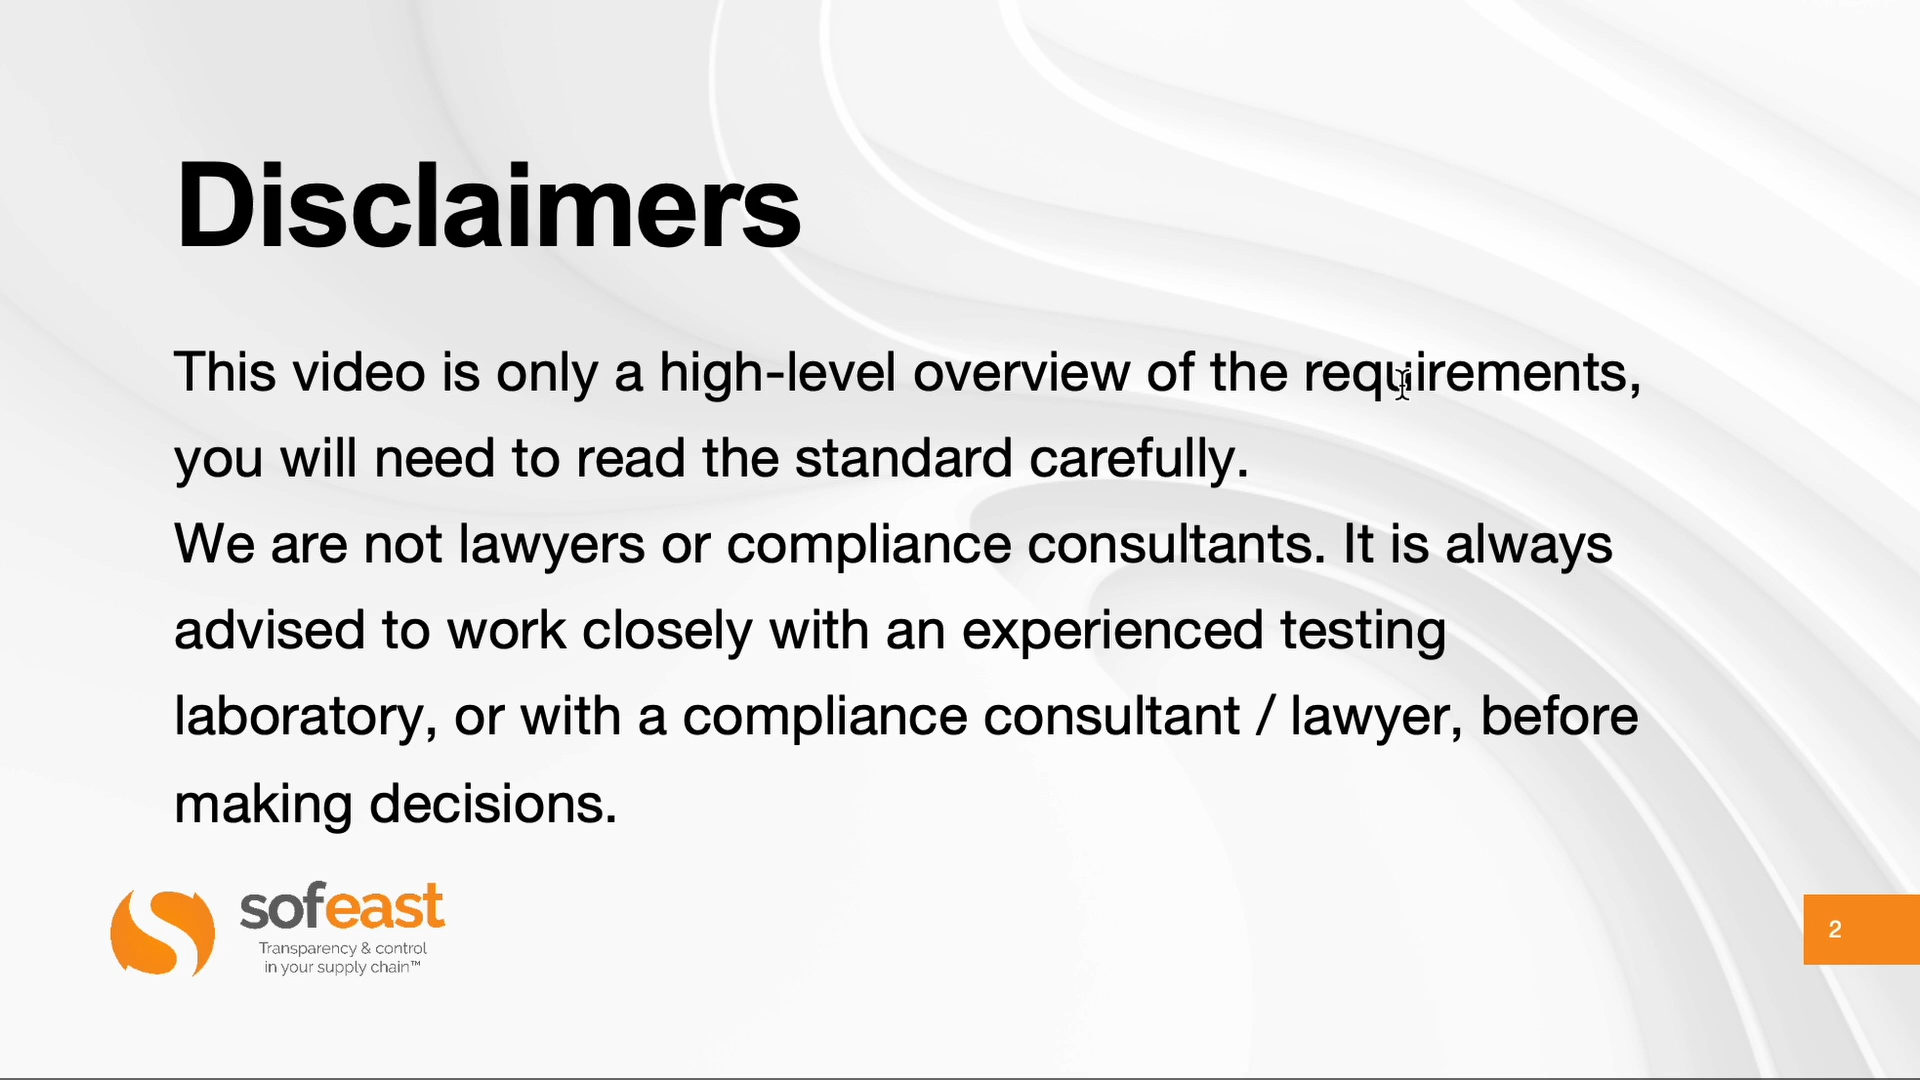 Disclaimers
This video is only a high-level overview of the requirements,
you will need to read the standard carefully.
We are not lawyers or compliance consultants. It is always
advised to work closely with an experienced testing
laboratory, or with a compliance consultant / lawyer, before
making decisions.
sofeast
Transparency & control
in your supply chain™
2